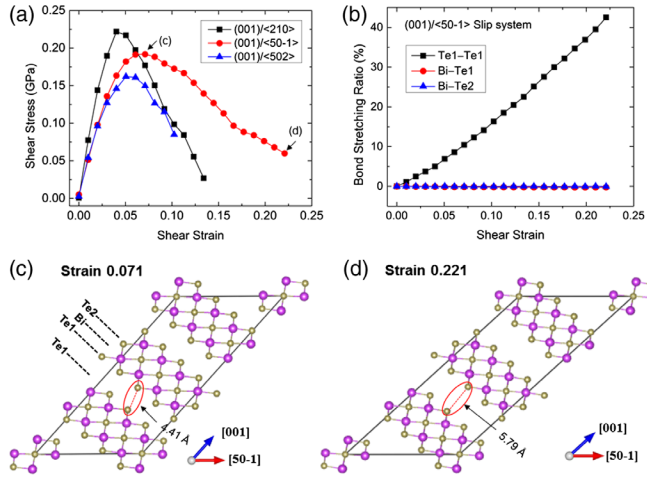 (a)
(001)/<210>
(001)/<50-1>
(001)/<502>
(c)
(d)
Shear Stress (GPa)
0.25
0.20
0.15
0.10
0.05
0.00
0.00 0.05 0.10 0.15 0.20 0.25
Shear Strain
(b)
(001)/<50-1> Slip system
Te1–Te1
Bi–Te1
Bi–Te2
Bond Stretching Ratio (%)
40
30
20
10
0
0.00 0.05 0.10 0.15 0.20 0.25
Shear Strain
(c) Strain 0.071
Te2
Bi
Te1
Te1
4.41 Å
[001]
[50-1]
(d) Strain 0.221
5.79 Å
[001]
[50-1]